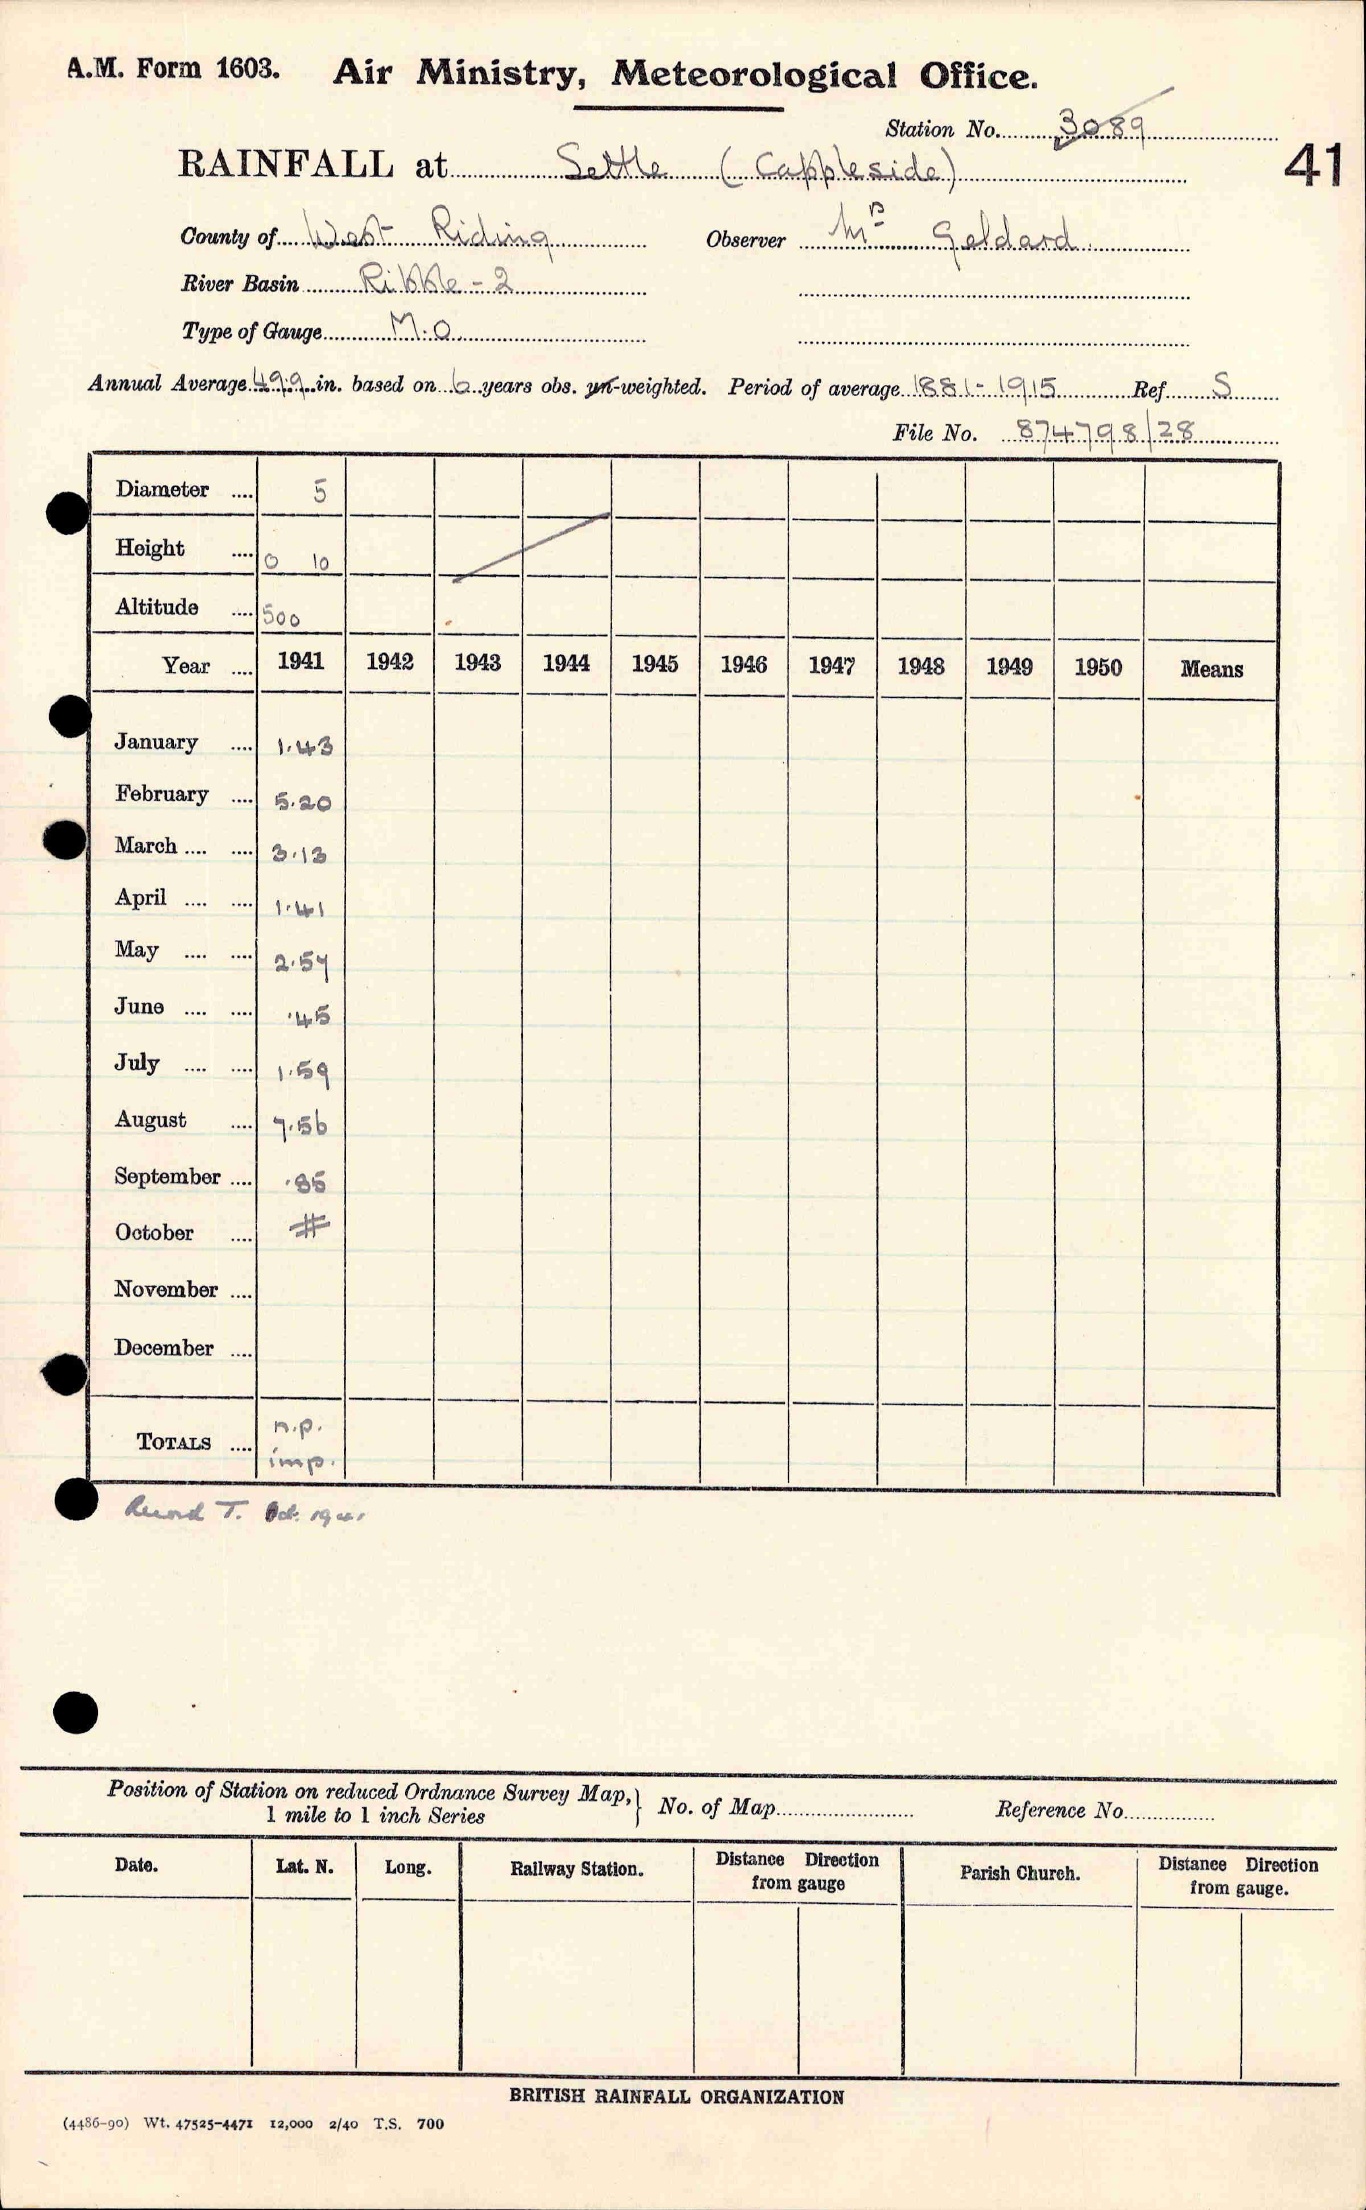 A.M. Form 1603. Air Ministry, Meteorological Office.
Station No. 3089
41
RAINFALL at Settle (Cappleside)
County of West Riding Observer Mr Geldard
River Basin Ribble - 2
Type of Gauge M.O.
Annual Average 49.9 in. based on 6 years obs. un-weighted. Period of average 1881-1915 Ref S
File No. 874798/28
Diameter .... 5
Height .... 0 10
Altitude .... 500
Year .... 1941 1942 1943 1944 1945 1946 1947 1948 1949 1950 Means
January .... 1.43
February .... 5.20
March .... .... 3.13
April .... .... 1.41
May .... .... 2.57
June .... .... .45
July .... .... 1.59
August .... 7.56
September .... .85
October .... #
November ....
December ....
TOTALS .... n.p.
imp.
Record T. Oct. 1941
Position of Station on reduced Ordnance Survey Map,} No. of Map Reference No.
1 mile to 1 inch Series
Date. Lat. N. Long. Railway Station. Distance Direction from gauge Parish Church. Distance Direction from gauge.
BRITISH RAINFALL ORGANIZATION
(4486-90) Wt. 47525-4471 12,000 2/40 T.S. 700